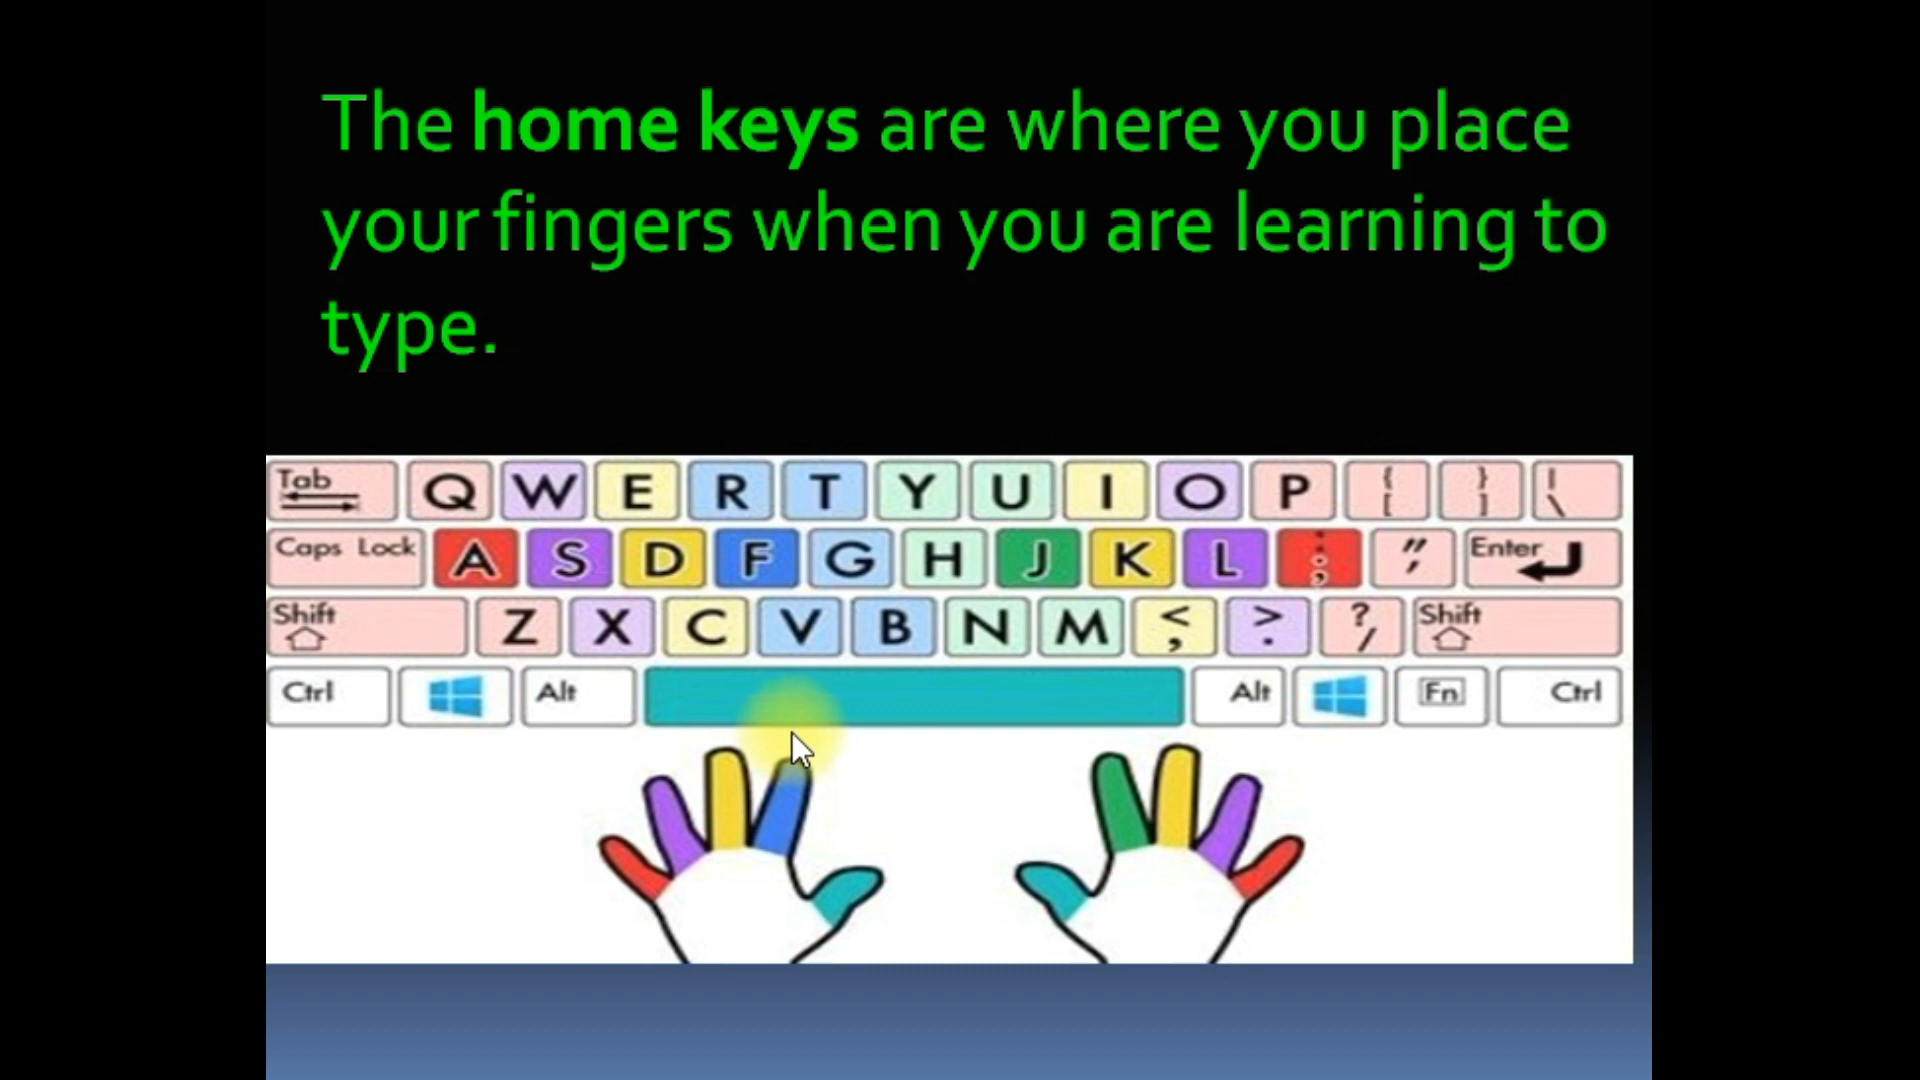 The home keys are where you place
your fingers when you are learning to
type.
Tab Q W E R T Y U I O P { [ } ] | \
Caps Lock A S D F G H J K L : ; " ' Enter
Shift Z X C V B N M < , > . ? / Shift
Ctrl Alt Alt Fn Ctrl